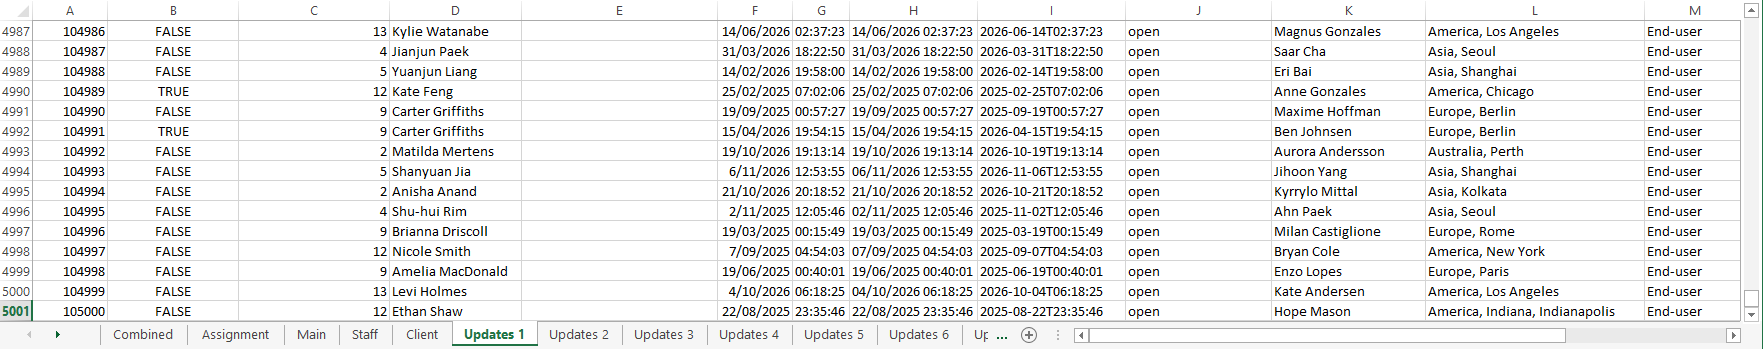 A B C D E F G H I J K L M
4987 104986 FALSE 13 Kylie Watanabe 14/06/2026 02:37:23 14/06/2026 02:37:23 2026-06-14T02:37:23 open Magnus Gonzales America, Los Angeles End-user
4988 104987 FALSE 4 Jianjun Paek 31/03/2026 18:22:50 31/03/2026 18:22:50 2026-03-31T18:22:50 open Saar Cha Asia, Seoul End-user
4989 104988 FALSE 5 Yuanjun Liang 14/02/2026 19:58:00 14/02/2026 19:58:00 2026-02-14T19:58:00 open Eri Bai Asia, Shanghai End-user
4990 104989 TRUE 12 Kate Feng 25/02/2025 07:02:06 25/02/2025 07:02:06 2025-02-25T07:02:06 open Anne Gonzales America, Chicago End-user
4991 104990 FALSE 9 Carter Griffiths 19/09/2025 00:57:27 19/09/2025 00:57:27 2025-09-19T00:57:27 open Maxime Hoffman Europe, Berlin End-user
4992 104991 TRUE 9 Carter Griffiths 15/04/2026 19:54:15 15/04/2026 19:54:15 2026-04-15T19:54:15 open Ben Johnsen Europe, Berlin End-user
4993 104992 FALSE 2 Matilda Mertens 19/10/2026 19:13:14 19/10/2026 19:13:14 2026-10-19T19:13:14 open Aurora Andersson Australia, Perth End-user
4994 104993 FALSE 5 Shanyuan Jia 6/11/2026 12:53:55 06/11/2026 12:53:55 2026-11-06T12:53:55 open Jihoon Yang Asia, Shanghai End-user
4995 104994 FALSE 2 Anisha Anand 21/10/2026 20:18:52 21/10/2026 20:18:52 2026-10-21T20:18:52 open Kyrrylo Mittal Asia, Kolkata End-user
4996 104995 FALSE 4 Shu-hui Rim 2/11/2025 12:05:46 02/11/2025 12:05:46 2025-11-02T12:05:46 open Ahn Paek Asia, Seoul End-user
4997 104996 FALSE 9 Brianna Driscoll 19/03/2025 00:15:49 19/03/2025 00:15:49 2025-03-19T00:15:49 open Milan Castiglione Europe, Rome End-user
4998 104997 FALSE 12 Nicole Smith 7/09/2025 04:54:03 07/09/2025 04:54:03 2025-09-07T04:54:03 open Bryan Cole America, New York End-user
4999 104998 FALSE 9 Amelia MacDonald 19/06/2025 00:40:01 19/06/2025 00:40:01 2025-06-19T00:40:01 open Enzo Lopes Europe, Paris End-user
5000 104999 FALSE 13 Levi Holmes 4/10/2026 06:18:25 04/10/2026 06:18:25 2026-10-04T06:18:25 open Kate Andersen America, Los Angeles End-user
5001 105000 FALSE 12 Ethan Shaw 22/08/2025 23:35:46 22/08/2025 23:35:46 2025-08-22T23:35:46 open Hope Mason America, Indiana, Indianapolis End-user
Combined Assignment Main Staff Client Updates 1 Updates 2 Updates 3 Updates 4 Updates 5 Updates 6 Up ...